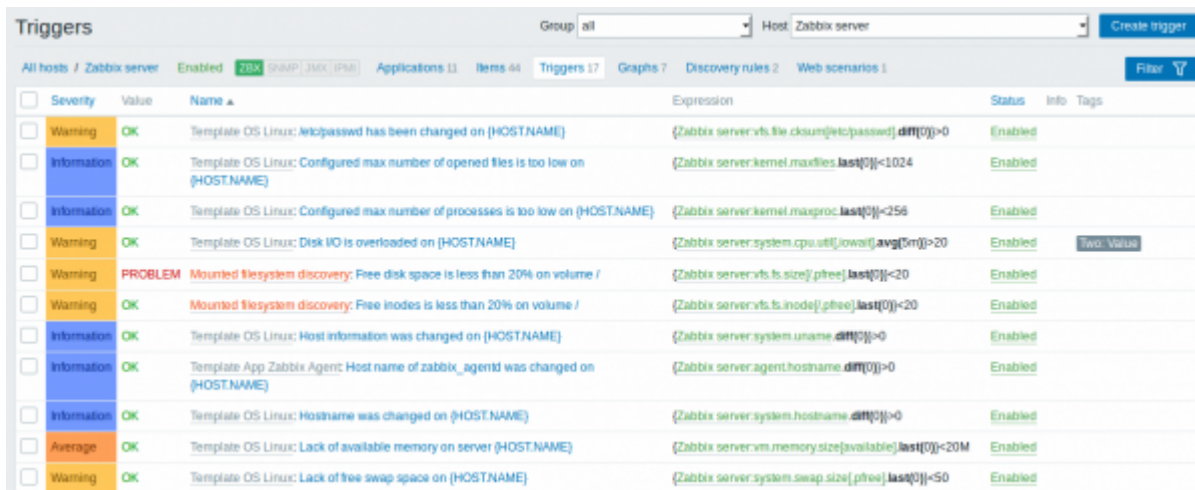 Triggers Group all Host Zabbix server Create trigger
All hosts / Zabbix server Enabled ZBX SNMP JMX IPMI Applications 11 Items 44 Triggers 17 Graphs 7 Discovery rules 2 Web scenarios 1 Filter
Severity Value Name Expression Status Info Tags
Warning OK Template OS Linux: /etc/passwd has been changed on {HOST.NAME} {Zabbix server:vfs.file.cksum[/etc/passwd].diff(0)}>0 Enabled
Information OK Template OS Linux: Configured max number of opened files is too low on {Zabbix server:kernel.maxfiles.last(0)}<1024 Enabled
{HOST.NAME}
Information OK Template OS Linux: Configured max number of processes is too low on {HOST.NAME} {Zabbix server:kernel.maxproc.last(0)}<256 Enabled
Warning OK Template OS Linux: Disk I/O is overloaded on {HOST.NAME} {Zabbix server:system.cpu.util[,iowait].avg(5m)}>20 Enabled Two: Value
Warning PROBLEM Mounted filesystem discovery: Free disk space is less than 20% on volume / {Zabbix server:vfs.fs.size[/,pfree].last(0)}<20 Enabled
Warning OK Mounted filesystem discovery: Free inodes is less than 20% on volume / {Zabbix server:vfs.fs.inode[/,pfree].last(0)}<20 Enabled
Information OK Template OS Linux: Host information was changed on {HOST.NAME} {Zabbix server:system.uname.diff(0)}>0 Enabled
Information OK Template App Zabbix Agent: Host name of zabbix_agentd was changed on {Zabbix server:agent.hostname.diff(0)}>0 Enabled
{HOST.NAME}
Information OK Template OS Linux: Hostname was changed on {HOST.NAME} {Zabbix server:system.hostname.diff(0)}>0 Enabled
Average OK Template OS Linux: Lack of available memory on server {HOST.NAME} {Zabbix server:vm.memory.size[available].last(0)}<20M Enabled
Warning OK Template OS Linux: Lack of free swap space on {HOST.NAME} {Zabbix server:system.swap.size[,pfree].last(0)}<50 Enabled